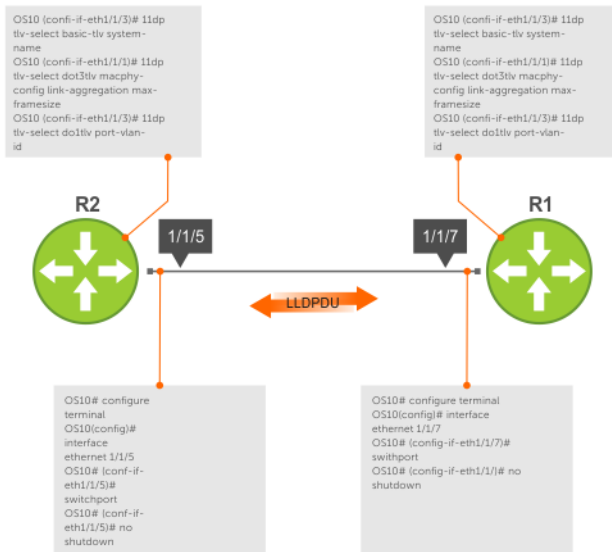 OS10 (confi-if-eth1/1/3)# 11dp
tlv-select basic-tlv system-
name
OS10 (confi-if-eth1/1/1)# 11dp
tlv-select dot3tlv macphy-
config link-aggregation max-
framesize
OS10 (confi-if-eth1/1/3)# 11dp
tlv-select do1tlv port-vlan-
id
OS10 (confi-if-eth1/1/3)# 11dp
tlv-select basic-tlv system-
name
OS10 (confi-if-eth1/1/1)# 11dp
tlv-select dot3tlv macphy-
config link-aggregation max-
framesize
OS10 (confi-if-eth1/1/3)# 11dp
tlv-select do1tlv port-vlan-
id
R2
R1
1/1/5
1/1/7
LLDPDU
OS10# configure
terminal
OS10(config)#
interface
ethernet 1/1/5
OS10# (conf-if-
eth1/1/5)#
switchport
OS10# (conf-if-
eth1/1/5)# no
shutdown
OS10# configure terminal
OS10(config)# interface
ethernet 1/1/7
OS10# (config-if-eth1/1/7)#
swithport
OS10# (config-if-eth1/1/)# no
shutdown